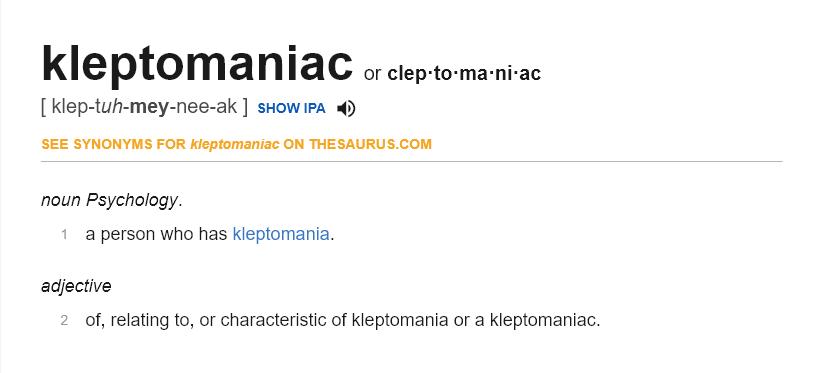 kleptomaniac or clep·to·ma·ni·ac
[ klep-tuh-mey-nee-ak ] SHOW IPA
SEE SYNONYMS FOR kleptomaniac ON THESAURUS.COM
noun Psychology.
1 a person who has kleptomania.
adjective
2 of, relating to, or characteristic of kleptomania or a kleptomaniac.